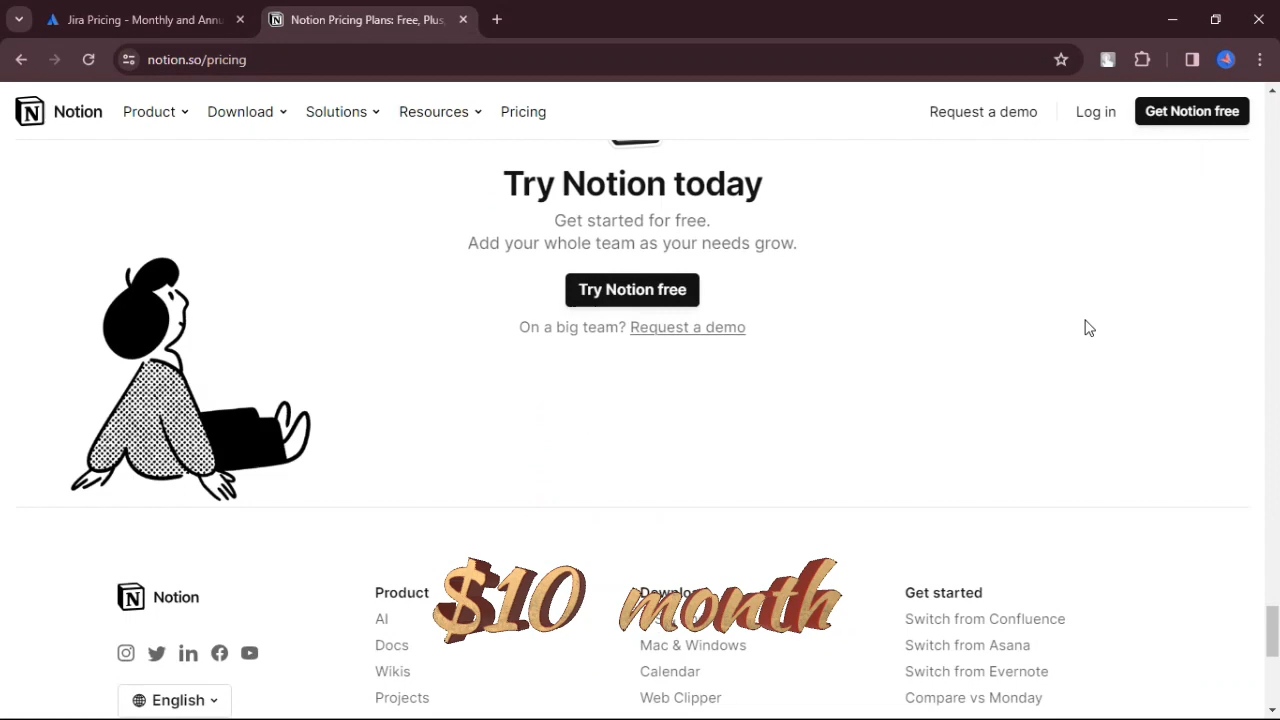 Jira Pricing - Monthly and Annu
Notion Pricing Plans: Free, Plus,
notion.so/pricing
Notion Product Download Solutions Resources Pricing Request a demo Log in Get Notion free
Try Notion today
Get started for free.
Add your whole team as your needs grow.
Try Notion free
On a big team? Request a demo
$10 month
Notion
English
Product
AI
Docs
Wikis
Projects
Mac & Windows
Calendar
Web Clipper
Get started
Switch from Confluence
Switch from Asana
Switch from Evernote
Compare vs Monday